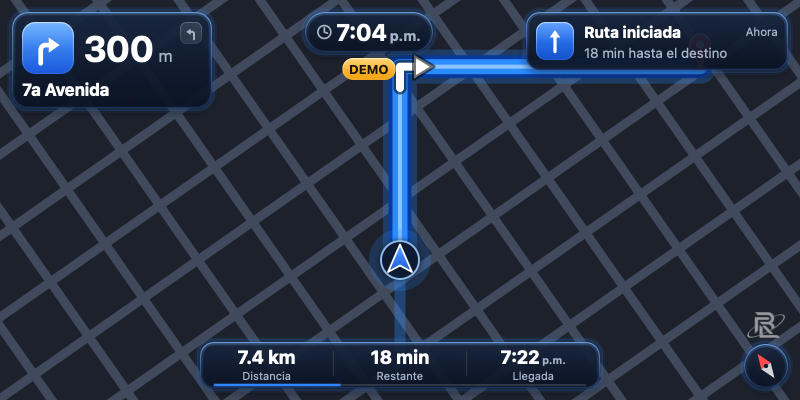 300 m
7a Avenida
7:04 p.m.
DEMO
Ruta iniciada
Ahora
18 min hasta el destino
7.4 km
Distancia
18 min
Restante
7:22 p.m.
Llegada